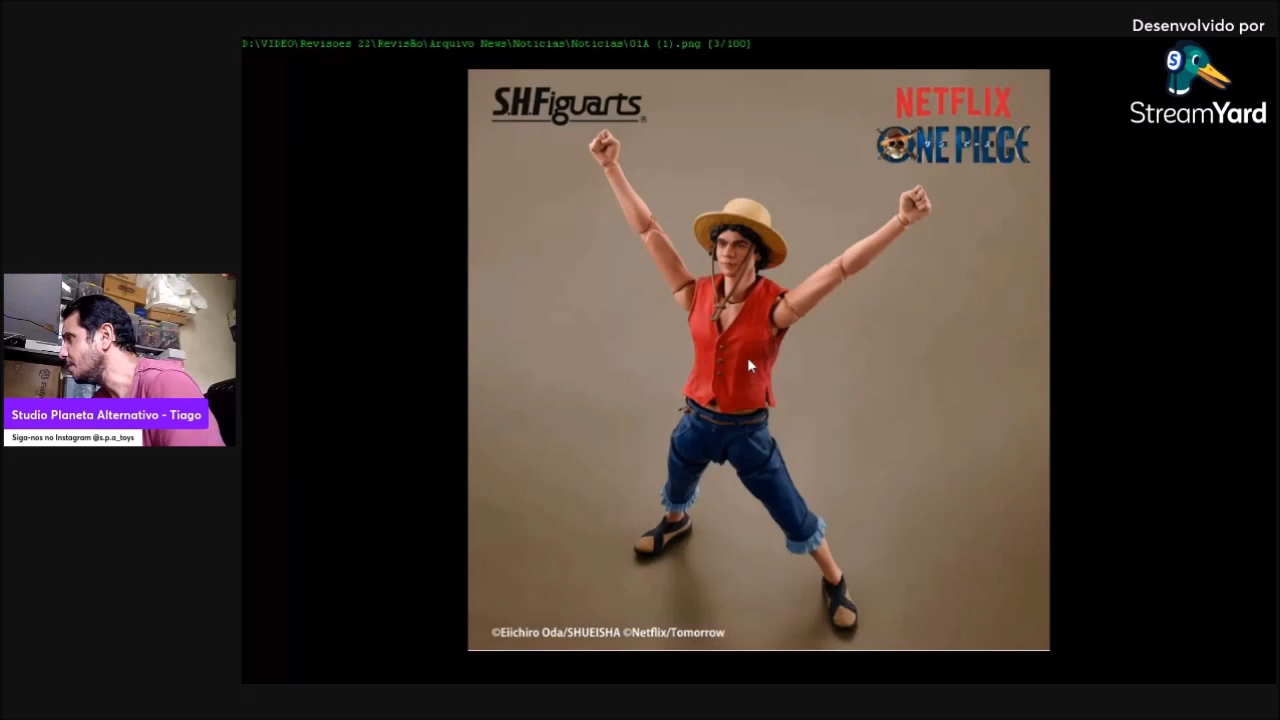 Desenvolvido por
StreamYard
D:\VIDEO\Revisoes 22\Revisão\Arquivo News\Noticias\Noticias\01A (1).png [3/100]
S.H.Figuarts®
NETFLIX
ONE PIECE
Studio Planeta Alternativo - Tiago
Siga-nos no Instagram @s.p.a_toys
©Eiichiro Oda/SHUEISHA ©Netflix/Tomorrow